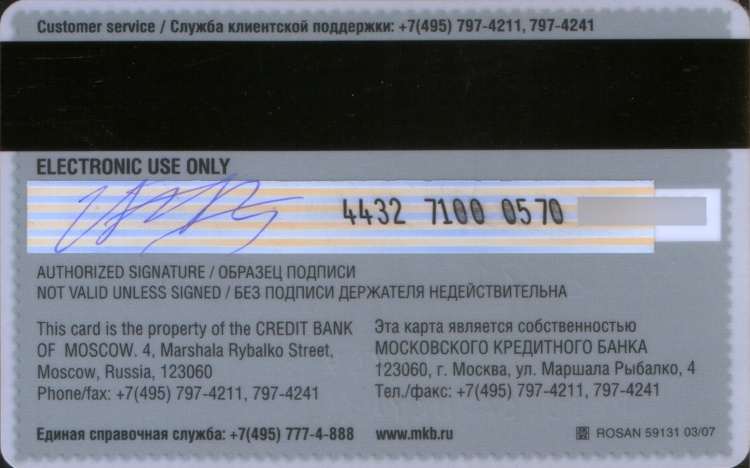 Customer service / Служба клиентской поддержки: +7(495) 797-4211, 797-4241
ELECTRONIC USE ONLY
4432 7100 0570
AUTHORIZED SIGNATURE / ОБРАЗЕЦ ПОДПИСИ
NOT VALID UNLESS SIGNED / БЕЗ ПОДПИСИ ДЕРЖАТЕЛЯ НЕДЕЙСТВИТЕЛЬНА
This card is the property of the CREDIT BANK
OF MOSCOW. 4, Marshala Rybalko Street,
Moscow, Russia, 123060
Phone/fax: +7(495) 797-4211, 797-4241
Эта карта является собственностью
МОСКОВСКОГО КРЕДИТНОГО БАНКА
123060, г. Москва, ул. Маршала Рыбалко, 4
Тел./факс: +7(495) 797-4211, 797-4241
Единая справочная служба: +7(495) 777-4-888 www.mkb.ru
ROSAN 59131 03/07